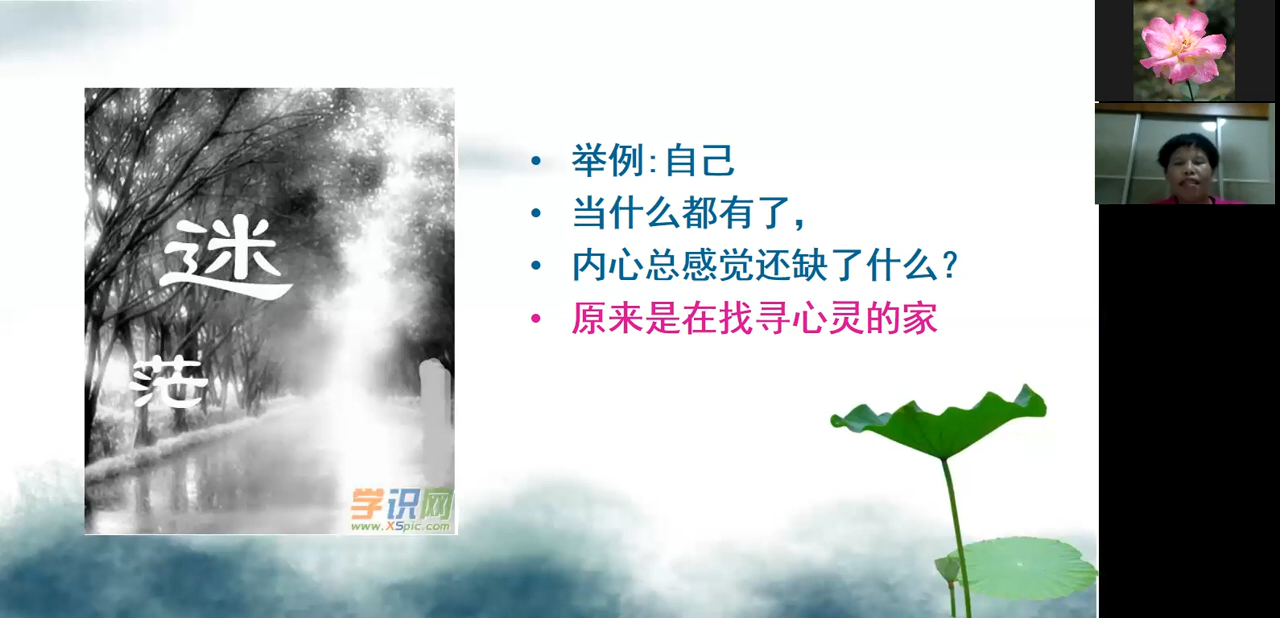 迷
茫
学识网
www.XSpic.com
• 举例:自己
• 当什么都有了,
• 内心总感觉还缺了什么?
• 原来是在找寻心灵的家